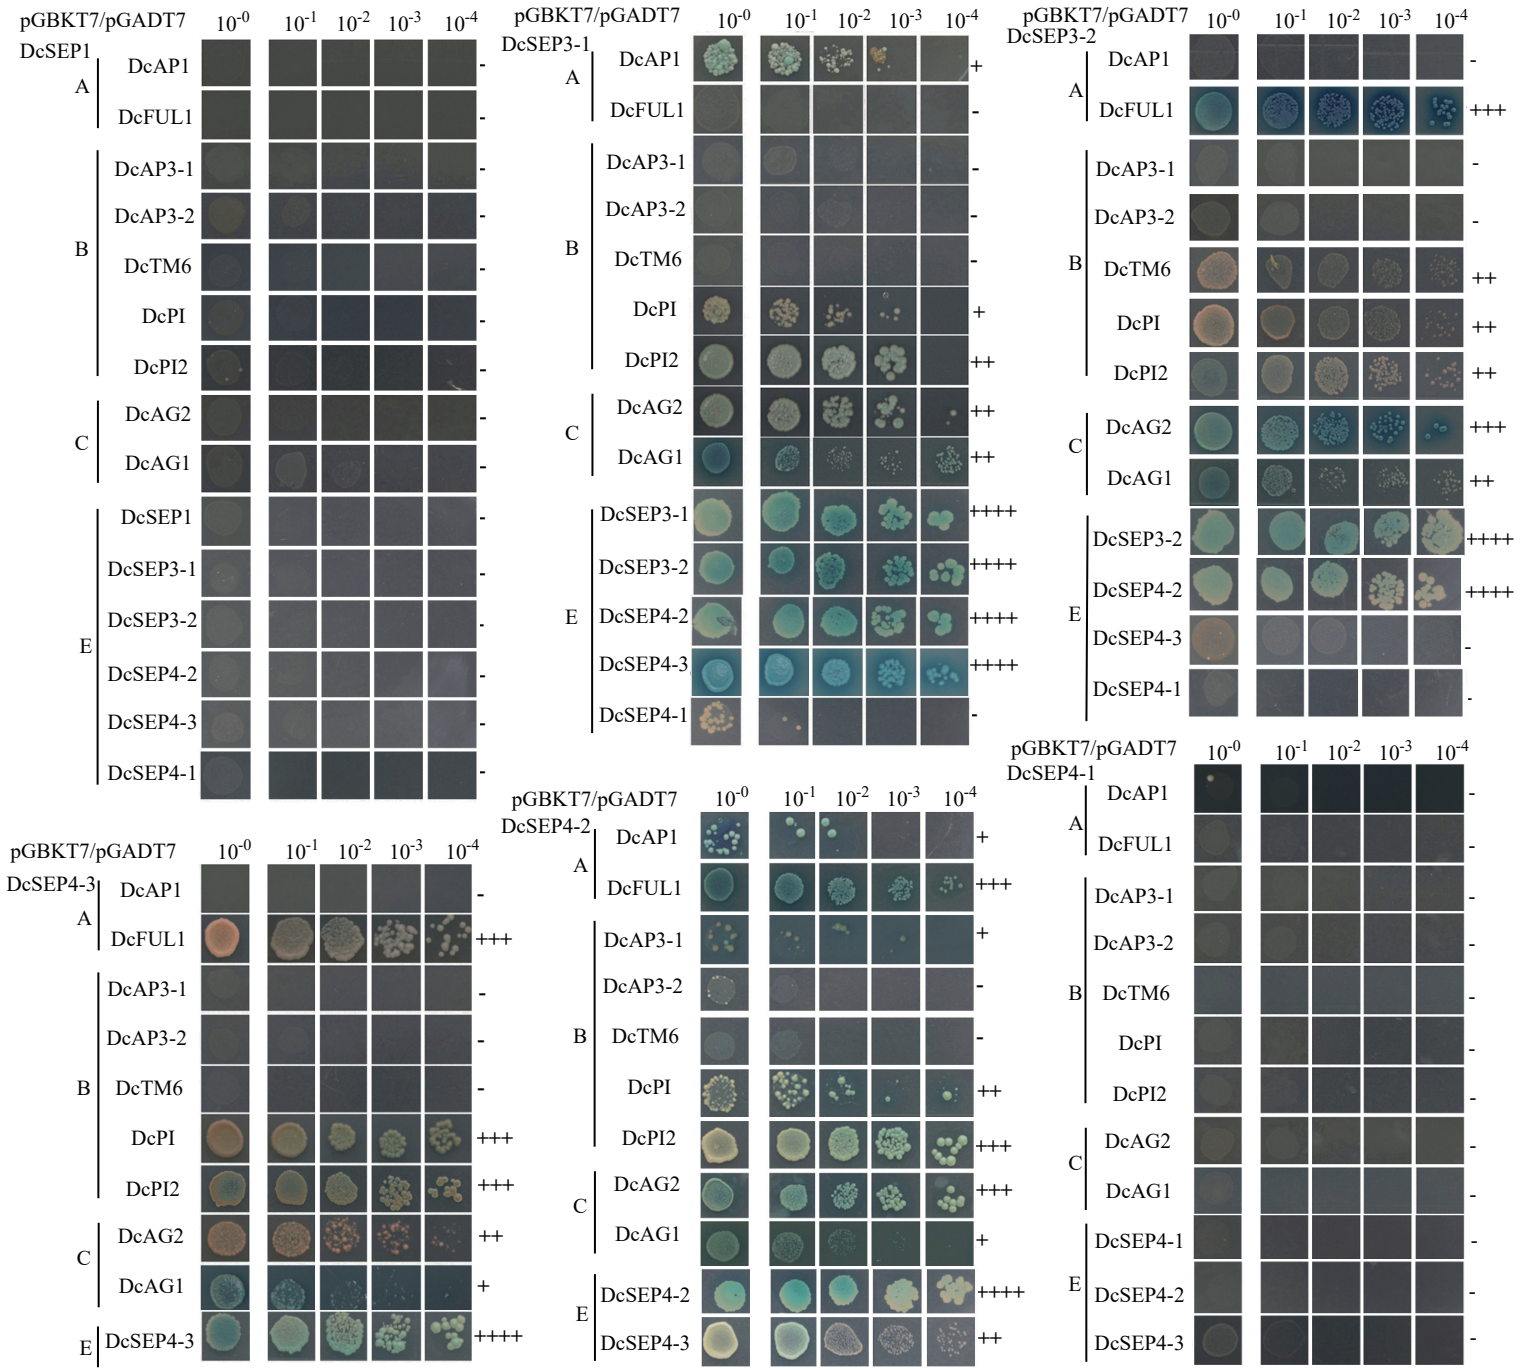 pGBKT7/pGADT7 10-0 10-1 10-2 10-3 10-4
DcSEP1
A
DcAP1 -
DcFUL1 -
B
DcAP3-1 -
DcAP3-2 -
DcTM6 -
DcPI -
DcPI2 -
C
DcAG2 -
DcAG1 -
E
DcSEP1 -
DcSEP3-1 -
DcSEP3-2 -
DcSEP4-2 -
DcSEP4-3 -
DcSEP4-1 -
pGBKT7/pGADT7 10-0 10-1 10-2 10-3 10-4
DcSEP4-3
A
DcAP1 -
DcFUL1 +++
B
DcAP3-1 -
DcAP3-2 -
DcTM6 -
DcPI +++
DcPI2 +++
C
DcAG2 ++
DcAG1 +
E
DcSEP4-3 ++++
pGBKT7/pGADT7 10-0 10-1 10-2 10-3 10-4
DcSEP3-1
A
DcAP1 +
DcFUL1 -
B
DcAP3-1 -
DcAP3-2 -
DcTM6 -
DcPI +
DcPI2 ++
C
DcAG2 ++
DcAG1 ++
E
DcSEP3-1 ++++
DcSEP3-2 ++++
DcSEP4-2 ++++
DcSEP4-3 ++++
DcSEP4-1 -
pGBKT7/pGADT7 10-0 10-1 10-2 10-3 10-4
DcSEP4-2
A
DcAP1 +
DcFUL1 +++
B
DcAP3-1 +
DcAP3-2 -
DcTM6 -
DcPI ++
DcPI2 +++
C
DcAG2 +++
DcAG1 +
E
DcSEP4-2 ++++
DcSEP4-3 ++
pGBKT7/pGADT7 10-0 10-1 10-2 10-3 10-4
DcSEP3-2
A
DcAP1 -
DcFUL1 +++
B
DcAP3-1 -
DcAP3-2 -
DcTM6 ++
DcPI ++
DcPI2 ++
C
DcAG2 +++
DcAG1 ++
E
DcSEP3-2 ++++
DcSEP4-2 ++++
DcSEP4-3 -
DcSEP4-1 -
pGBKT7/pGADT7 10-0 10-1 10-2 10-3 10-4
DcSEP4-1
A
DcAP1 -
DcFUL1 -
B
DcAP3-1 -
DcAP3-2 -
DcTM6 -
DcPI -
DcPI2 -
C
DcAG2 -
DcAG1 -
E
DcSEP4-1 -
DcSEP4-2 -
DcSEP4-3 -